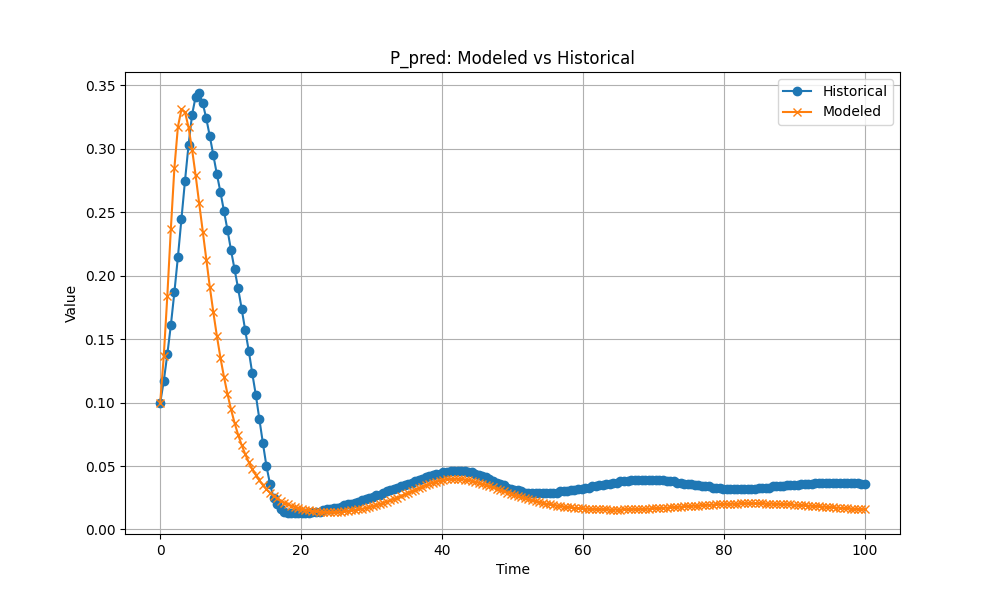 P_pred: Modeled vs Historical
Historical
Modeled
Value
0.35
0.30
0.25
0.20
0.15
0.10
0.05
0.00
0 20 40 60 80 100
Time